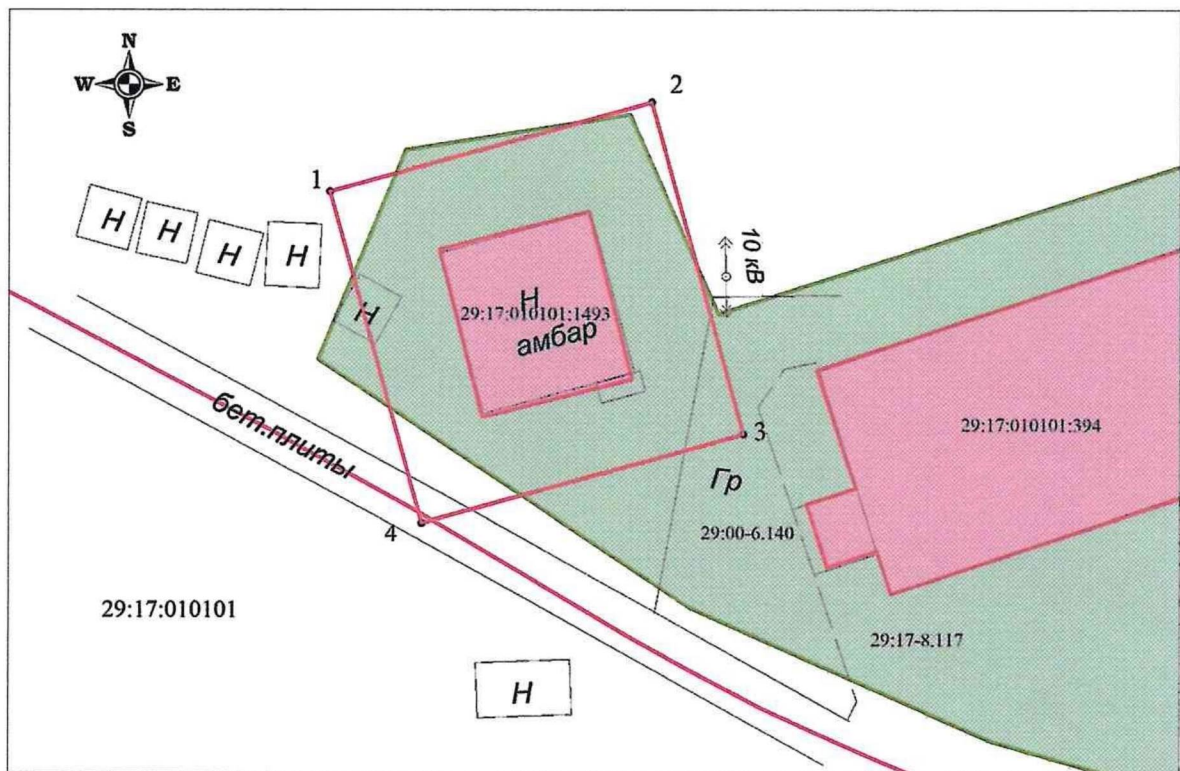 N
W E
S
2
1
Н Н Н Н
10 кВ
Н
Н
29:17:010101:1493
амбар
бет.плиты
29:17:010101:394
3
Гр
4
29:00-6.140
29:17:010101
29:17-8.117
Н